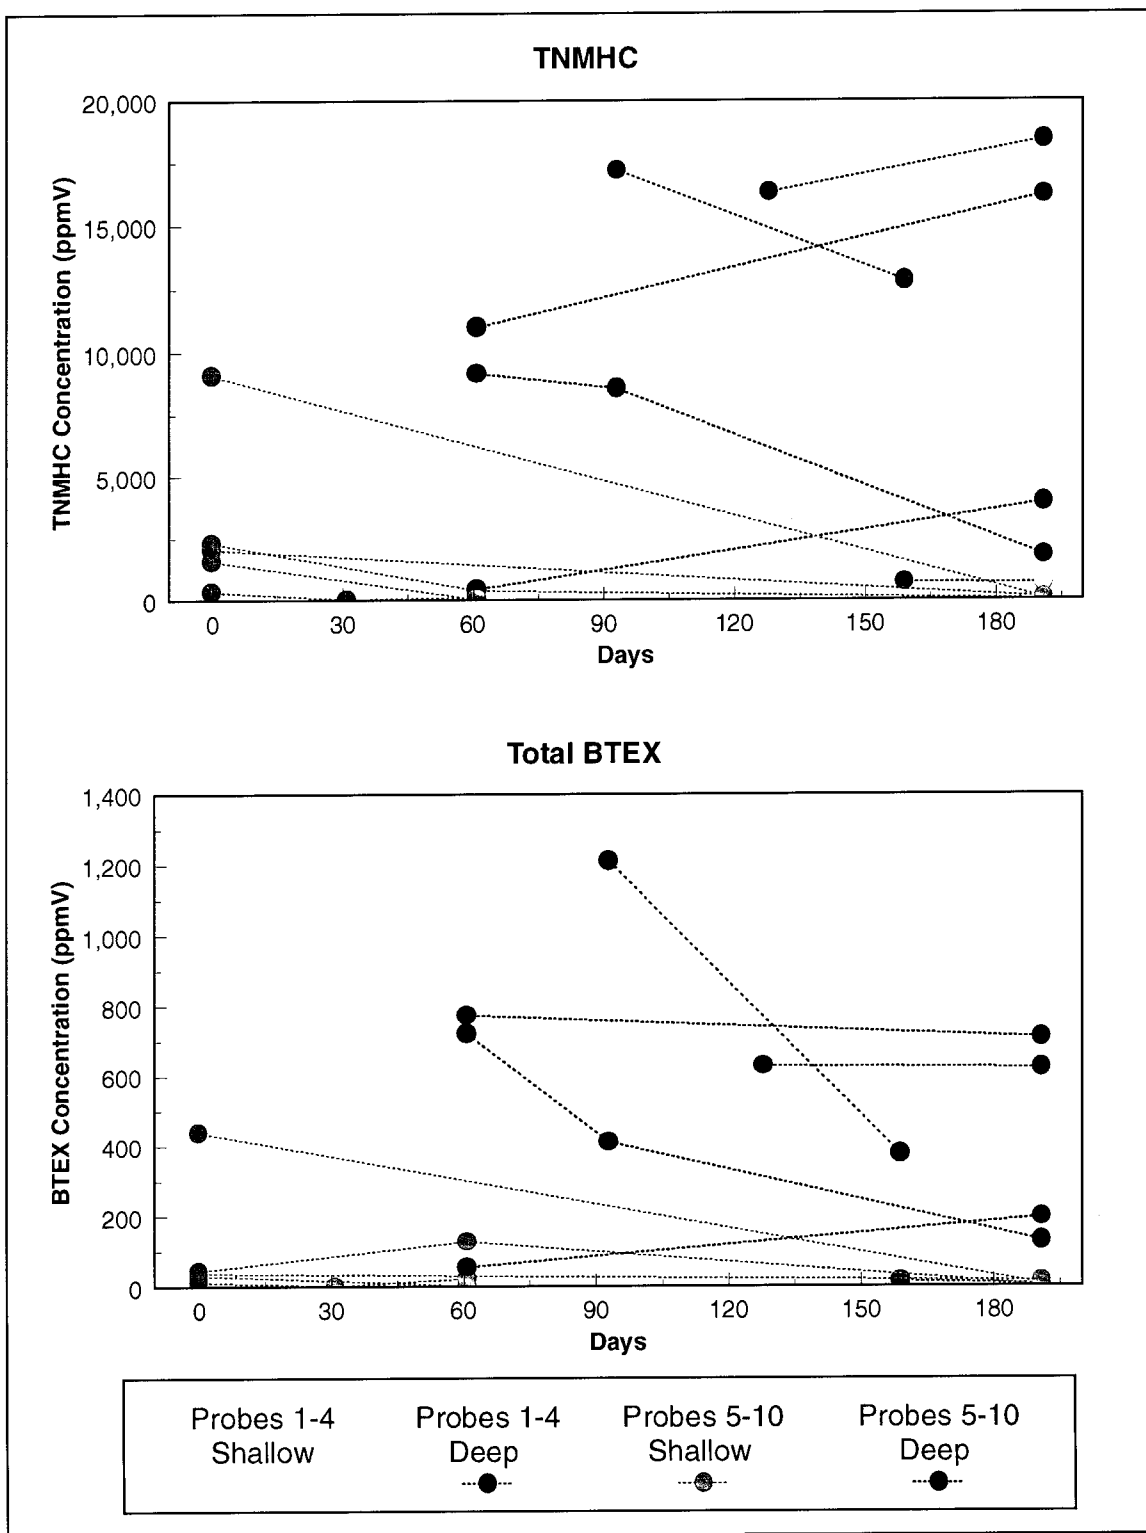 TNMHC
20,000
15,000
10,000
5,000
0
TNMHC Concentration (ppmV)
0 30 60 90 120 150 180
Days
Total BTEX
1,400
1,200
1,000
800
600
400
200
0
BTEX Concentration (ppmV)
0 30 60 90 120 150 180
Days
Probes 1-4 Probes 1-4 Probes 5-10 Probes 5-10
Shallow Deep Shallow Deep